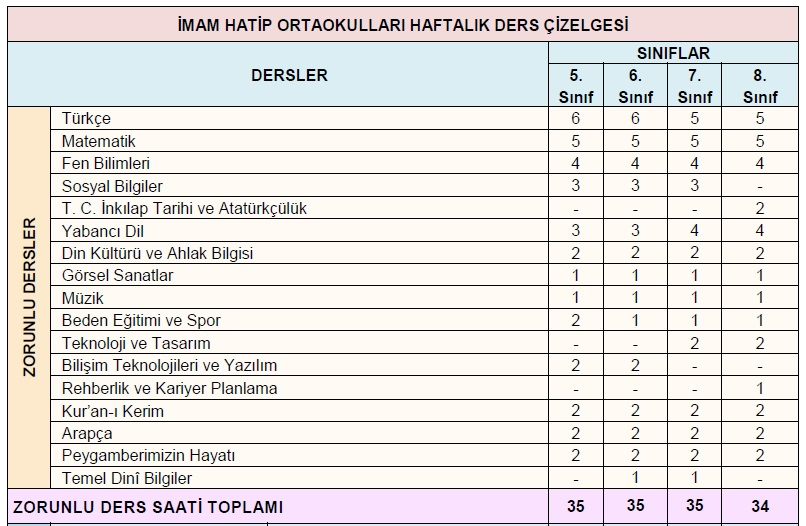 İMAM HATİP ORTAOKULLARI HAFTALIK DERS ÇİZELGESİ
DERSLER
SINIFLAR
5. Sınıf 6. Sınıf 7. Sınıf 8. Sınıf
ZORUNLU DERSLER
Türkçe 6 6 5 5
Matematik 5 5 5 5
Fen Bilimleri 4 4 4 4
Sosyal Bilgiler 3 3 3 -
T. C. İnkılap Tarihi ve Atatürkçülük - - - 2
Yabancı Dil 3 3 4 4
Din Kültürü ve Ahlak Bilgisi 2 2 2 2
Görsel Sanatlar 1 1 1 1
Müzik 1 1 1 1
Beden Eğitimi ve Spor 2 1 1 1
Teknoloji ve Tasarım - - 2 2
Bilişim Teknolojileri ve Yazılım 2 2 - -
Rehberlik ve Kariyer Planlama - - - 1
Kur'an-ı Kerim 2 2 2 2
Arapça 2 2 2 2
Peygamberimizin Hayatı 2 2 2 2
Temel Dinî Bilgiler - 1 1 -
ZORUNLU DERS SAATİ TOPLAMI 35 35 35 34